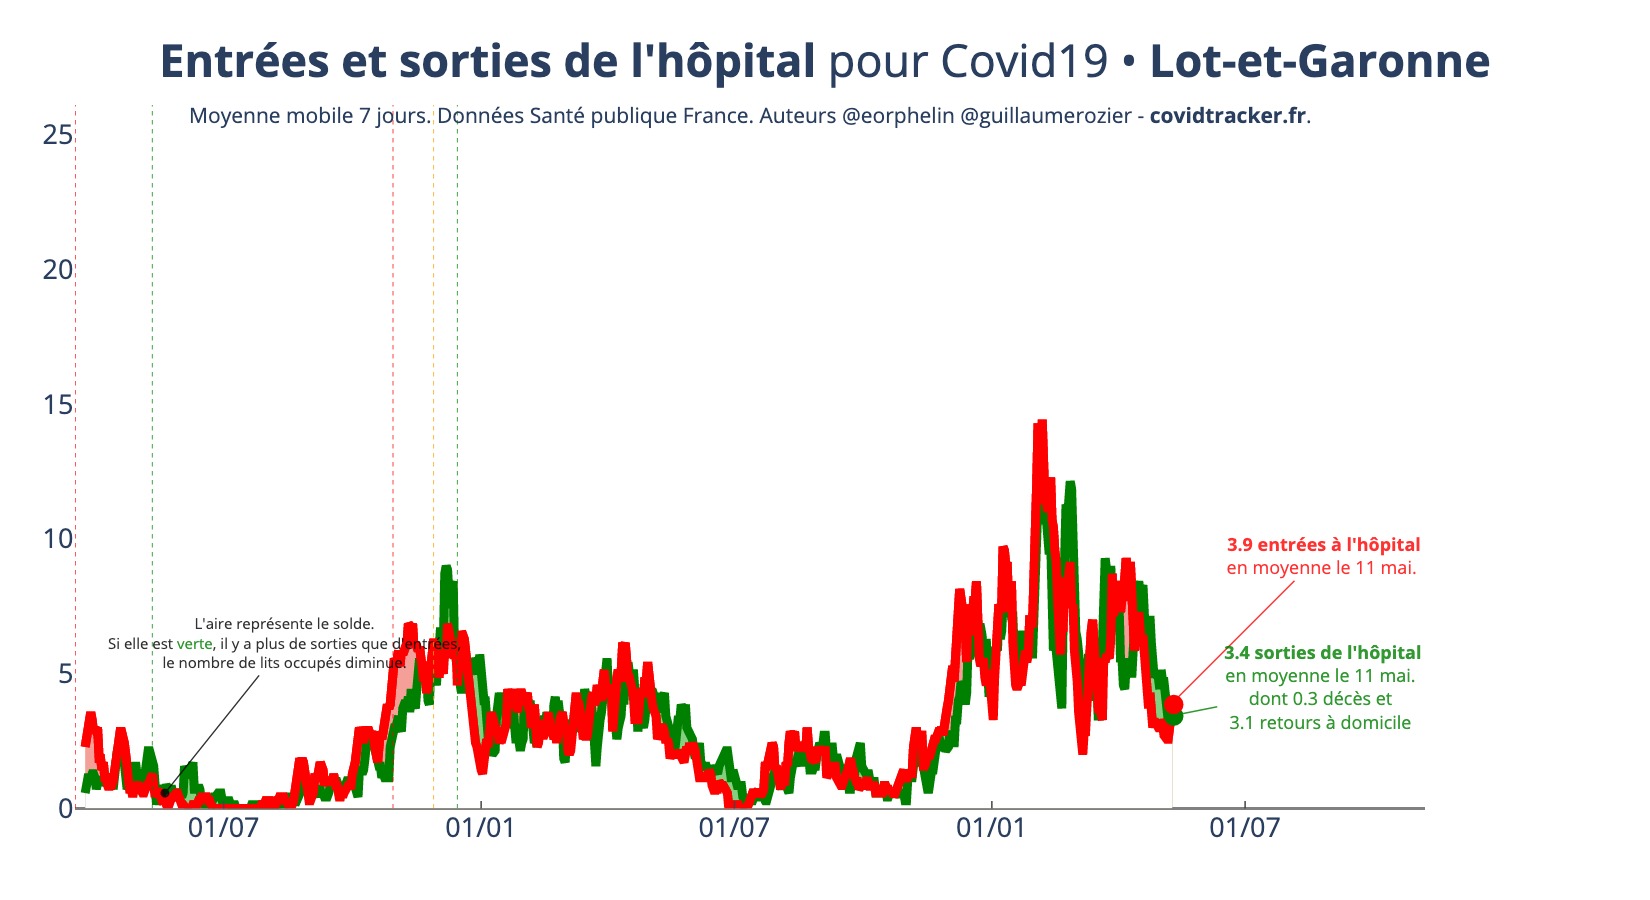 Entrées et sorties de l'hôpital pour Covid19 • Lot-et-Garonne
Moyenne mobile 7 jours. Données Santé publique France. Auteurs @eorphelin @guillaumerozier - covidtracker.fr.
25
20
15
10
5
0
L'aire représente le solde.
Si elle est verte, il y a plus de sorties que d'entrées,
le nombre de lits occupés diminue.
3.9 entrées à l'hôpital
en moyenne le 11 mai.
3.4 sorties de l'hôpital
en moyenne le 11 mai.
dont 0.3 décès et
3.1 retours à domicile
01/07
01/01
01/07
01/01
01/07